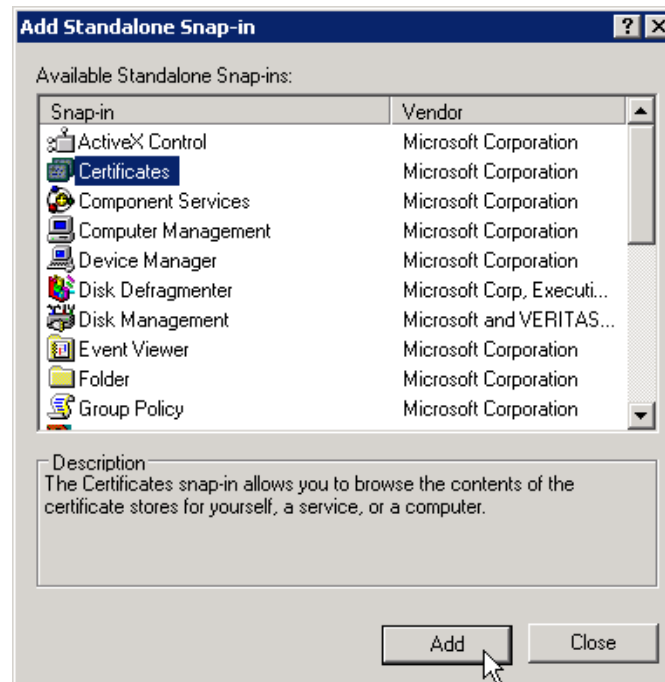 Add Standalone Snap-in
Available Standalone Snap-ins:
Snap-in Vendor
ActiveX Control Microsoft Corporation
Certificates Microsoft Corporation
Component Services Microsoft Corporation
Computer Management Microsoft Corporation
Device Manager Microsoft Corporation
Disk Defragmenter Microsoft Corp, Executi...
Disk Management Microsoft and VERITAS...
Event Viewer Microsoft Corporation
Folder Microsoft Corporation
Group Policy Microsoft Corporation
Description
The Certificates snap-in allows you to browse the contents of the
certificate stores for yourself, a service, or a computer.
Add Close